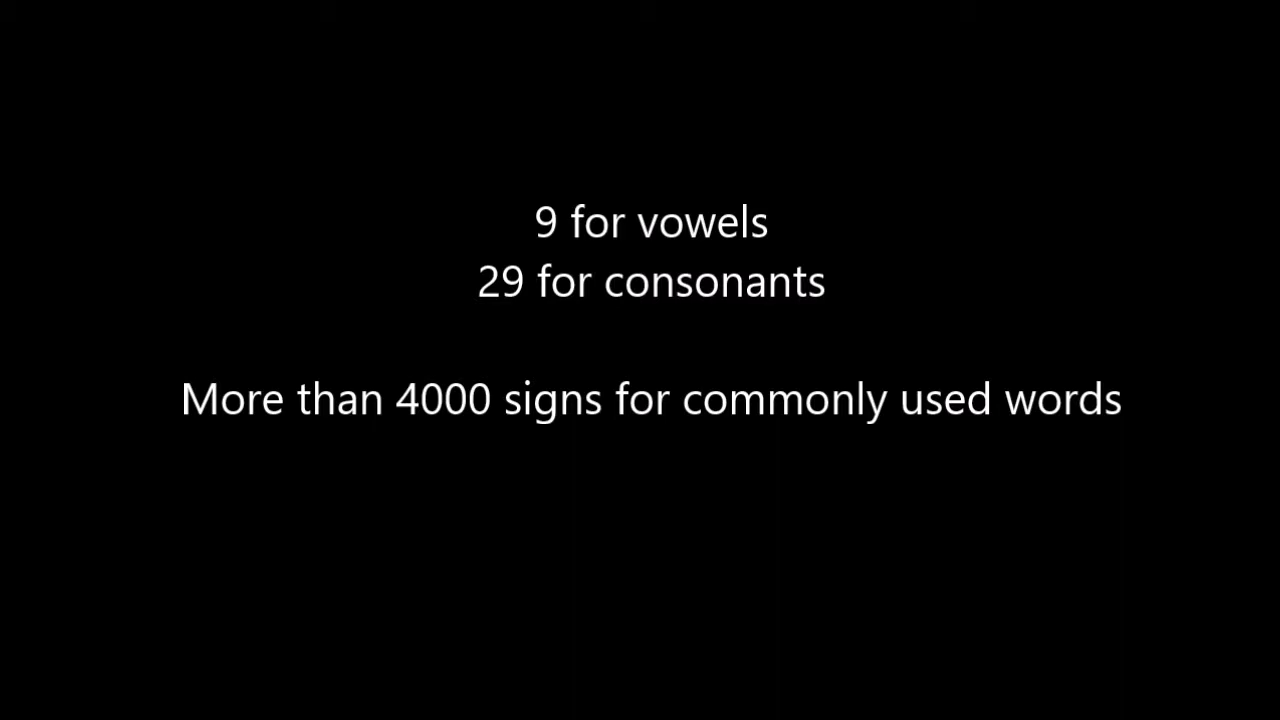 9 for vowels
29 for consonants
More than 4000 signs for commonly used words